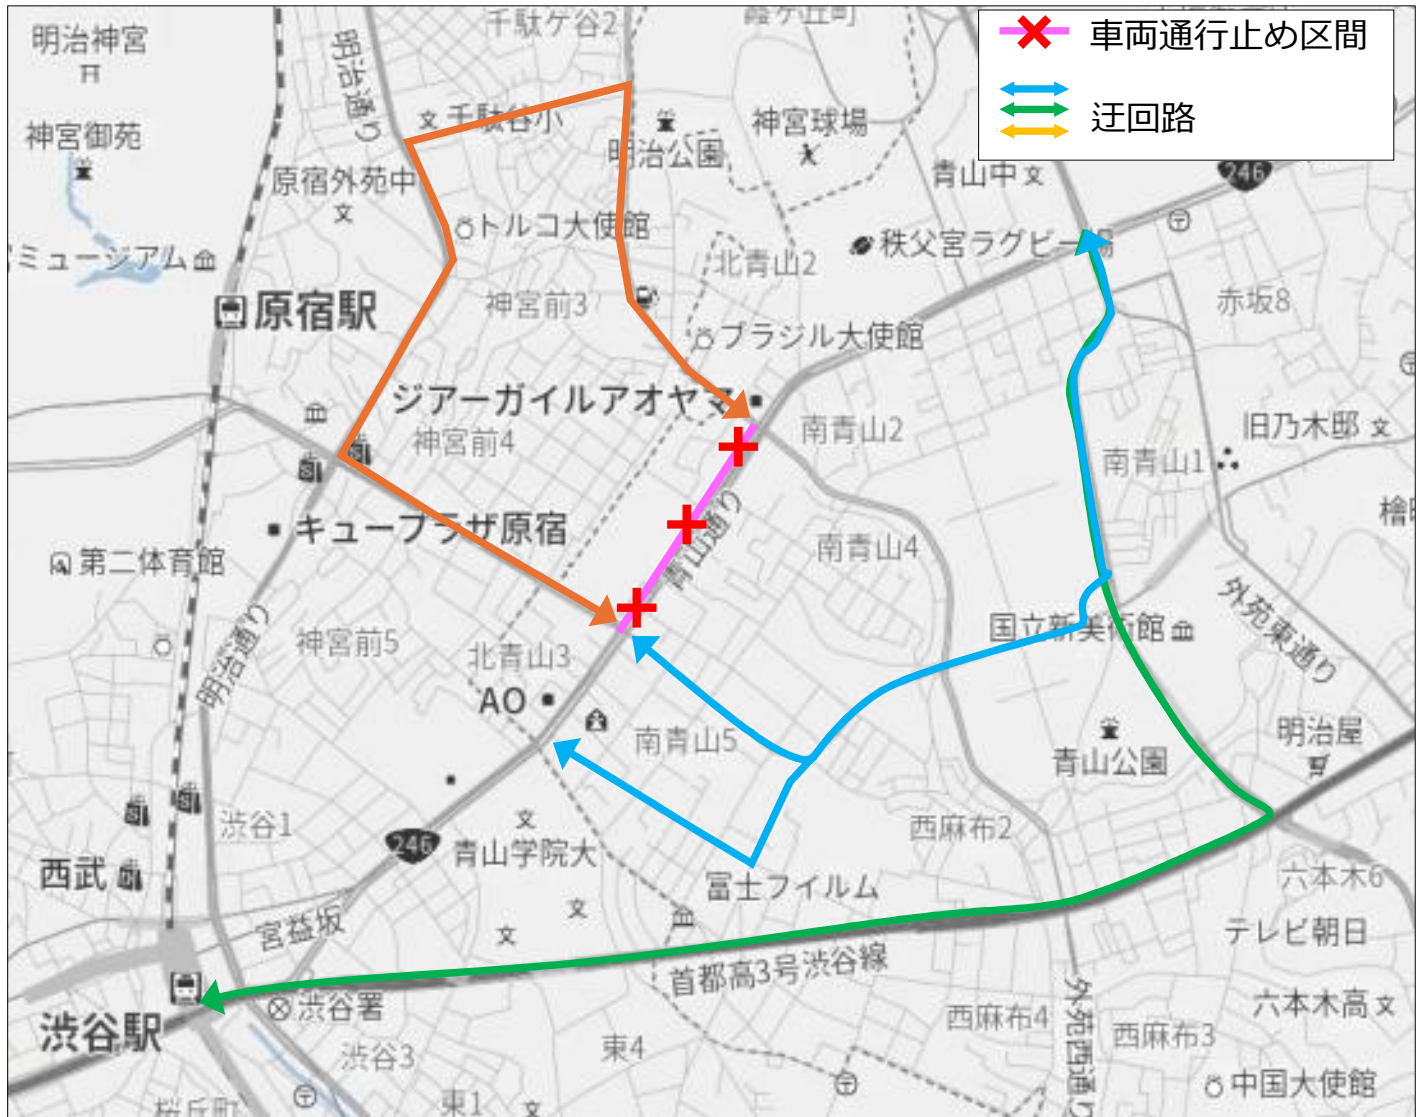 車両通行止め区間
迂回路
明治神宮
明治通り
千駄ケ谷2
霞ケ丘町
神宮御苑
千駄谷小
明治公園
神宮球場
青山中
246
原宿外苑中
トルコ大使館
北青山2
秩父宮ラグビー場
ミュージアム
原宿駅
神宮前3
赤坂8
ブラジル大使館
ジアーガイルアオヤマ
神宮前4
南青山2
旧乃木邸
南青山1
キュープラザ原宿
青山通り
南青山4
第二体育館
外苑東通り
国立新美術館
神宮前5
明治通り
北青山3
AO
南青山5
青山公園
明治屋
渋谷1
246
青山学院大
西麻布2
西武
冨士フイルム
六本木6
宮益坂
テレビ朝日
首都高3号渋谷線
渋谷駅
渋谷署
外苑西通り
六本木高
西麻布4
西麻布3
渋谷3
東4
中国大使館
桜丘町
東1